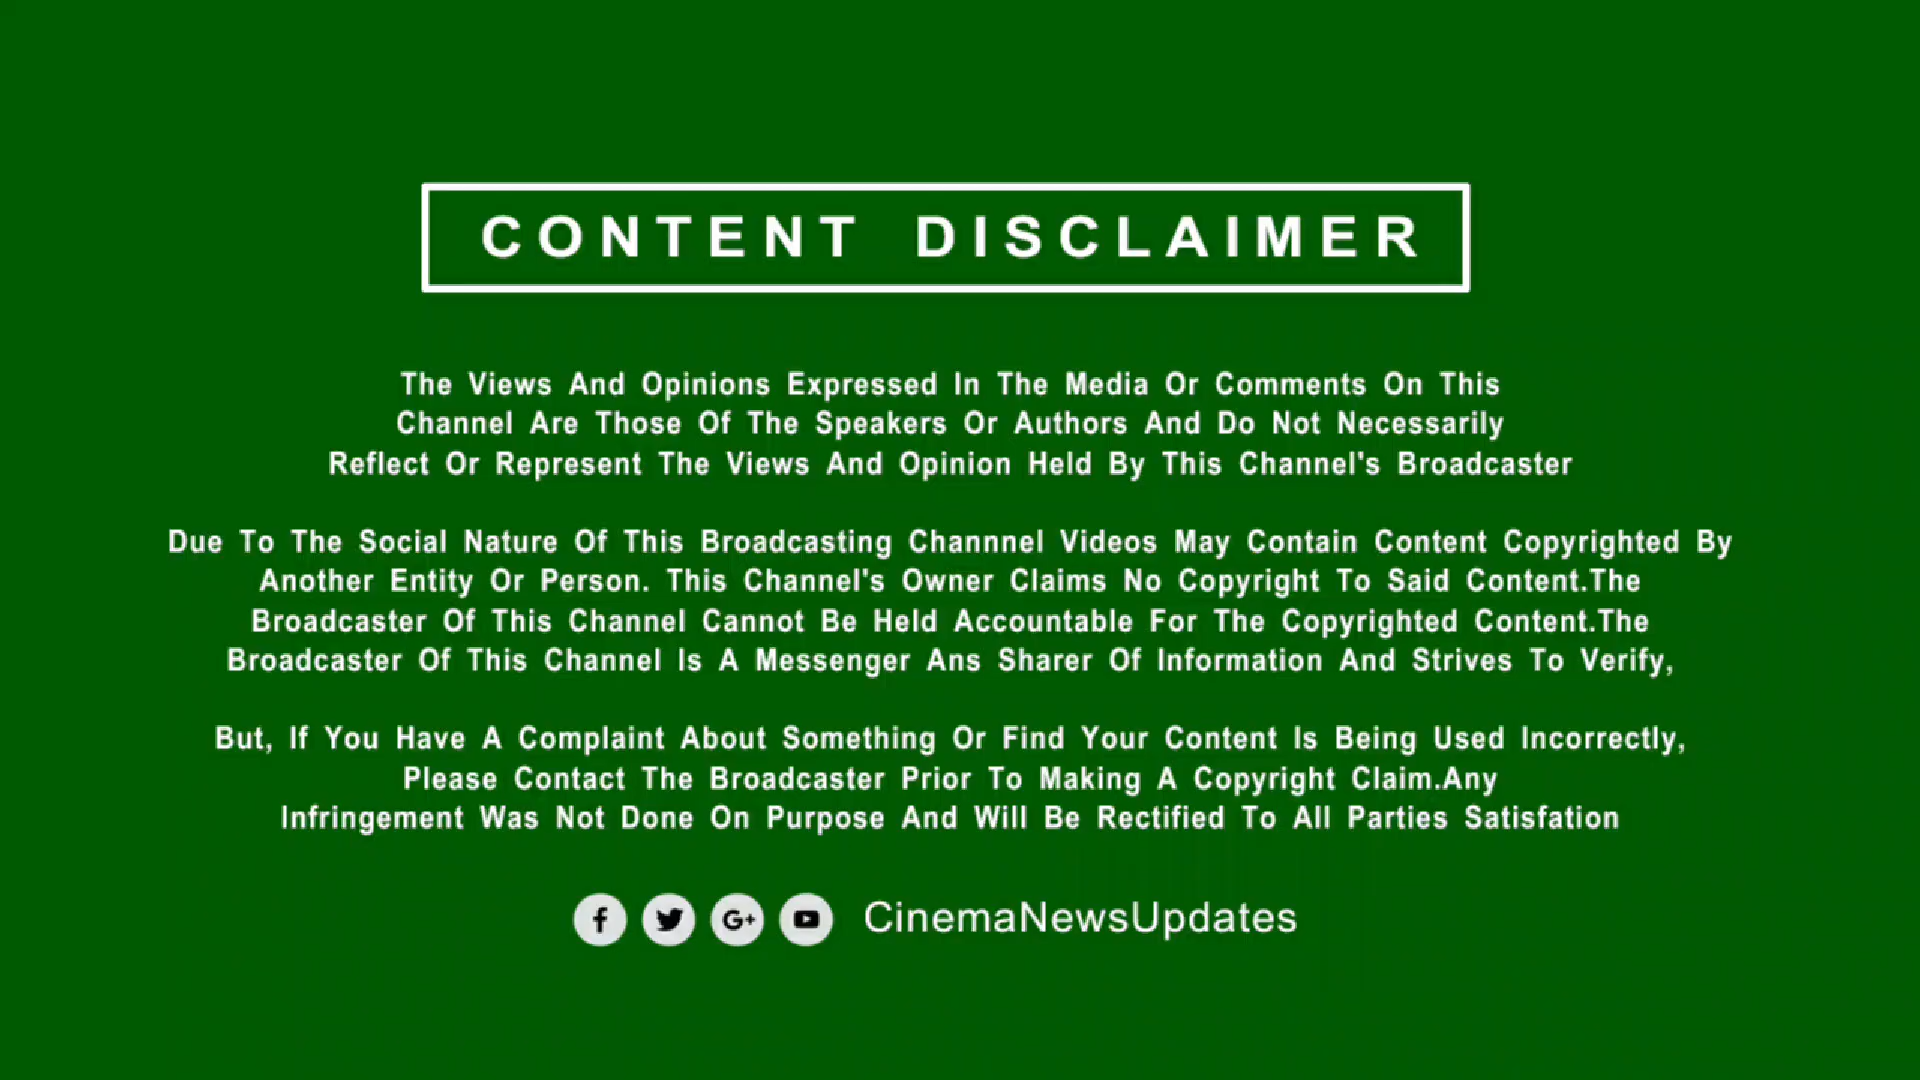 CONTENT DISCLAIMER
The Views And Opinions Expressed In The Media Or Comments On This
Channel Are Those Of The Speakers Or Authors And Do Not Necessarily
Reflect Or Represent The Views And Opinion Held By This Channel's Broadcaster
Due To The Social Nature Of This Broadcasting Channnel Videos May Contain Content Copyrighted By
Another Entity Or Person. This Channel's Owner Claims No Copyright To Said Content.The
Broadcaster Of This Channel Cannot Be Held Accountable For The Copyrighted Content.The
Broadcaster Of This Channel Is A Messenger Ans Sharer Of Information And Strives To Verify,
But, If You Have A Complaint About Something Or Find Your Content Is Being Used Incorrectly,
Please Contact The Broadcaster Prior To Making A Copyright Claim.Any
Infringement Was Not Done On Purpose And Will Be Rectified To All Parties Satisfation
CinemaNewsUpdates